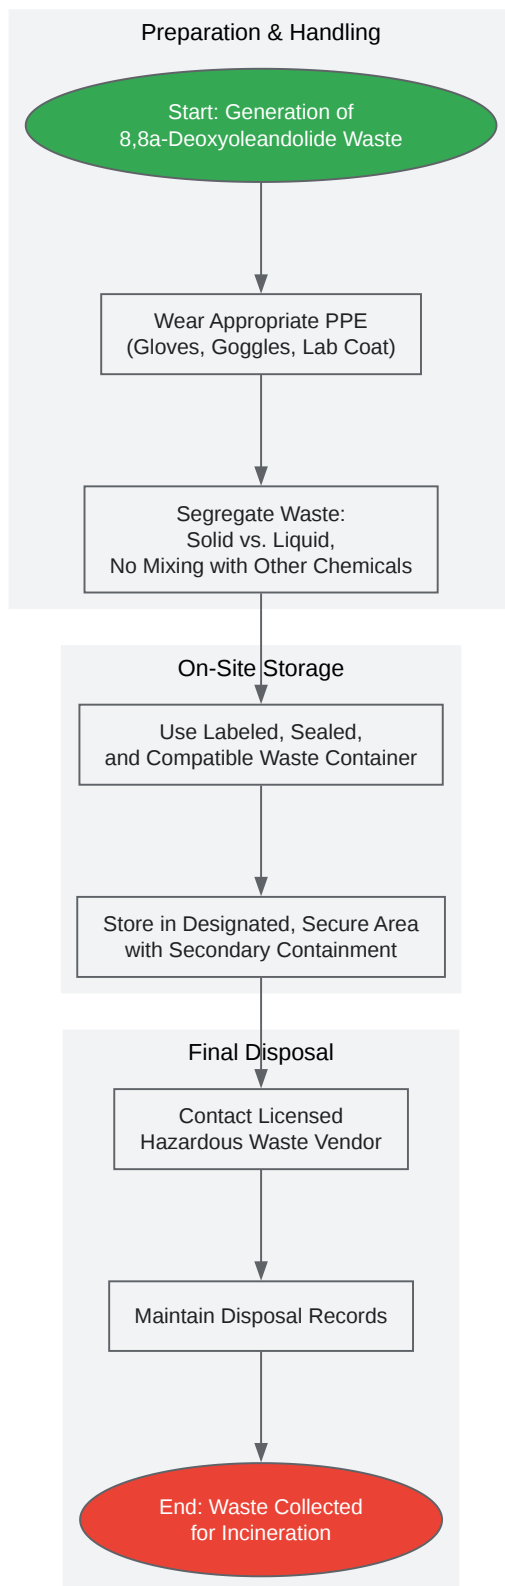 Preparation & Handling
Start: Generation of
8,8a-Deoxyoleandolide Waste
Wear Appropriate PPE
(Gloves, Goggles, Lab Coat)
Segregate Waste:
Solid vs. Liquid,
No Mixing with Other Chemicals
On-Site Storage
Use Labeled, Sealed,
and Compatible Waste Container
Store in Designated, Secure Area
with Secondary Containment
Final Disposal
Contact Licensed
Hazardous Waste Vendor
Maintain Disposal Records
End: Waste Collected
for Incineration